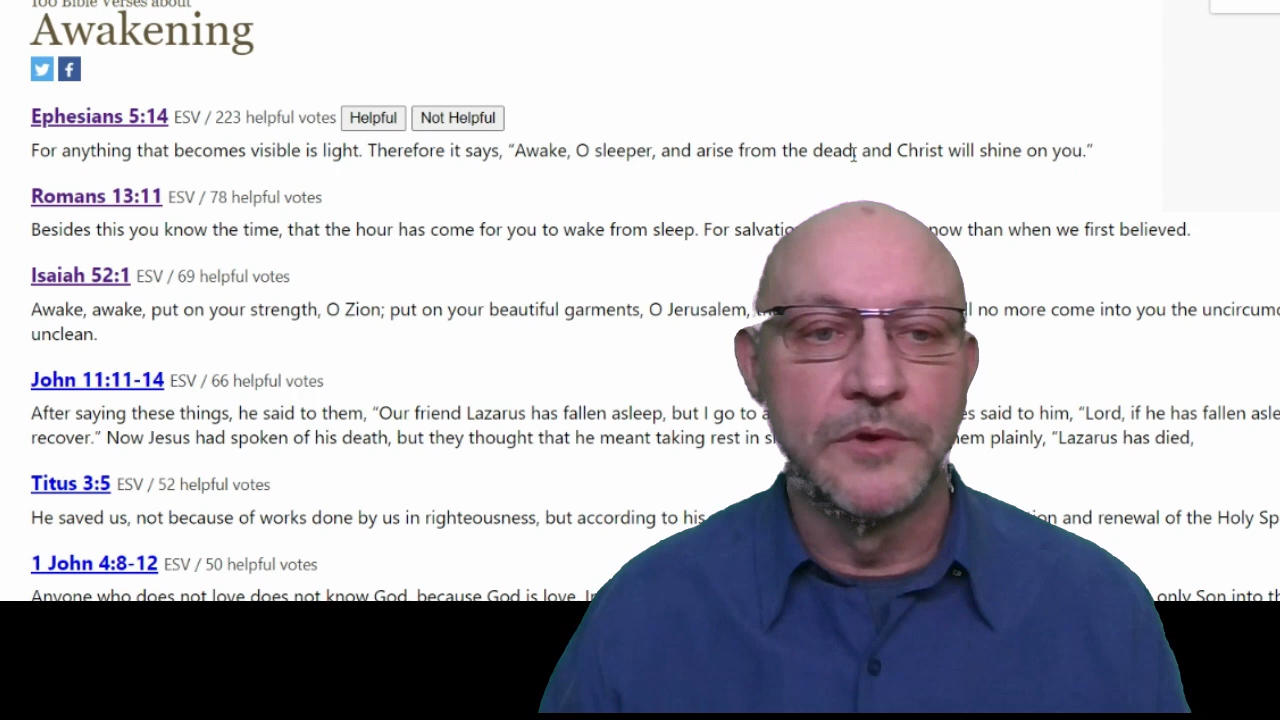 100 Bible Verses about
Awakening
Ephesians 5:14 ESV / 223 helpful votes Helpful Not Helpful
For anything that becomes visible is light. Therefore it says, “Awake, O sleeper, and arise from the dead, and Christ will shine on you.”
Romans 13:11 ESV / 78 helpful votes
Besides this you know the time, that the hour has come for you to wake from sleep. For now than when we first believed.
Isaiah 52:1 ESV / 69 helpful votes
Awake, awake, put on your strength, O Zion; put on your beautiful garments, O Jerusalem, no more come into you the
unclean.
John 11:11-14 ESV / 66 helpful votes
After saying these things, he said to them, “Our friend Lazarus has fallen asleep, but I go to said to him, “Lord, if he has fallen
recover.” Now Jesus had spoken of his death, but they thought that he meant taking rest in plainly, “Lazarus has died,
Titus 3:5 ESV / 52 helpful votes
He saved us, not because of works done by us in righteousness, but according to his and renewal of the Holy
1 John 4:8-12 ESV / 50 helpful votes
Anyone who does not love does not know God, because God is love. only Son into